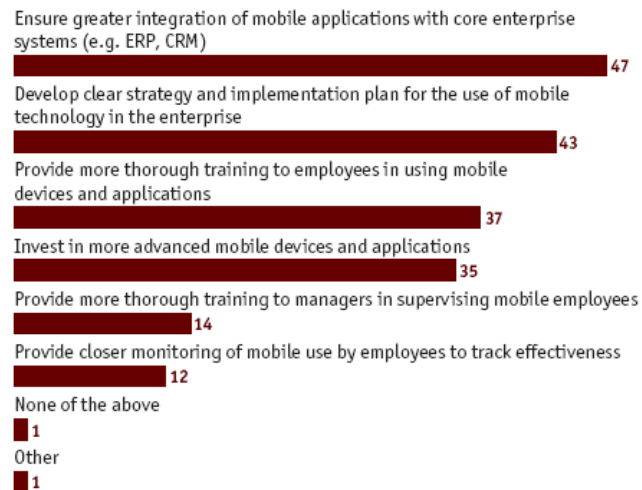 Ensure greater integration of mobile applications with core enterprise
systems (e.g. ERP, CRM)
47
Develop clear strategy and implementation plan for the use of mobile
technology in the enterprise
43
Provide more thorough training to employees in using mobile
devices and applications
37
Invest in more advanced mobile devices and applications
35
Provide more thorough training to managers in supervising mobile employees
14
Provide closer monitoring of mobile use by employees to track effectiveness
12
None of the above
1
Other
1